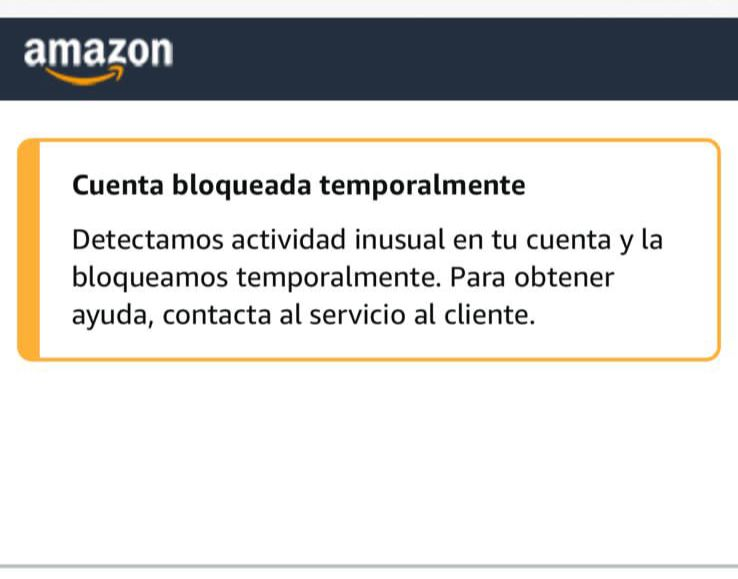 amazon
Cuenta bloqueada temporalmente
Detectamos actividad inusual en tu cuenta y la
bloqueamos temporalmente. Para obtener
ayuda, contacta al servicio al cliente.